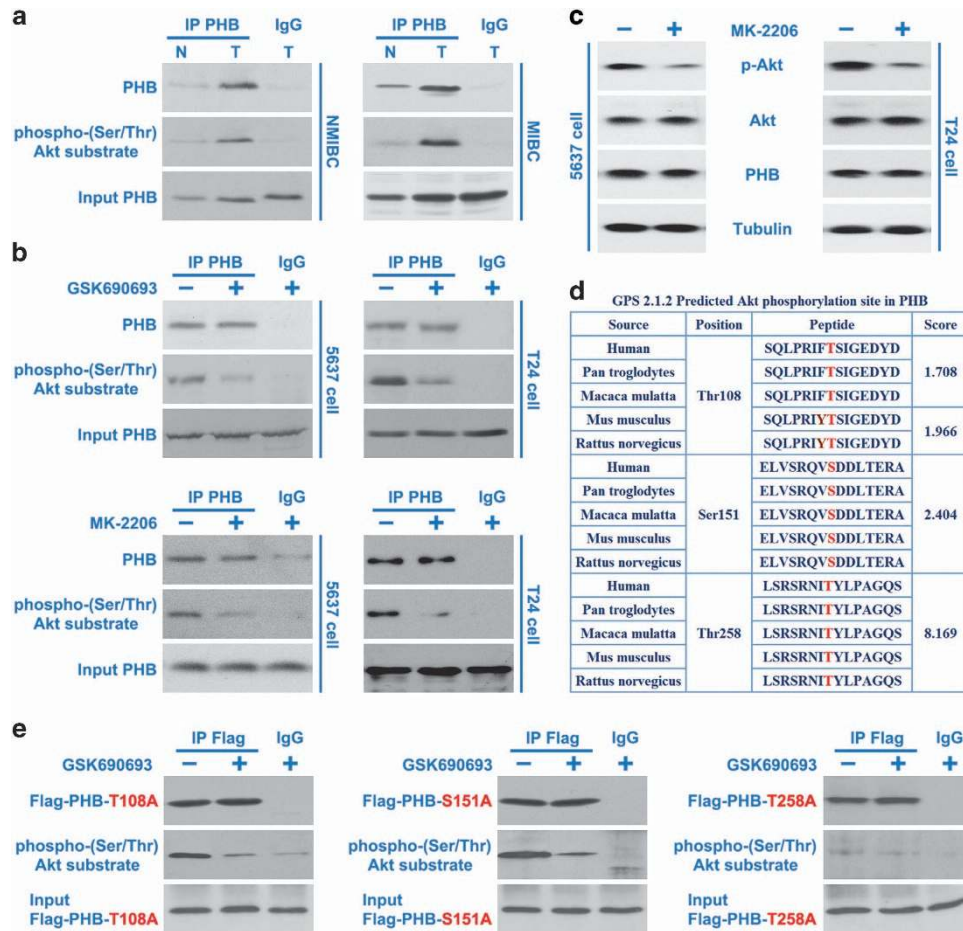 a
IP PHB IgG
N T T
PHB
phospho-(Ser/Thr)
Akt substrate
Input PHB
NMIBC
IP PHB IgG
N T T
MIBC
b
IP PHB IgG
GSK690693 − + +
PHB
phospho-(Ser/Thr)
Akt substrate
Input PHB
5637 cell
IP PHB IgG
− + +
T24 cell
IP PHB IgG
MK-2206 − + +
PHB
phospho-(Ser/Thr)
Akt substrate
Input PHB
5637 cell
IP PHB IgG
− + +
T24 cell
c
− + MK-2206 − +
p-Akt
Akt
PHB
Tubulin
5637 cell
T24 cell
d
GPS 2.1.2 Predicted Akt phosphorylation site in PHB
Source Position Peptide Score
Human Thr108 SQLPRIFTSIGEDYD 1.708
Pan troglodytes SQLPRIFTSIGEDYD
Macaca mulatta SQLPRIFTSIGEDYD
Mus musculus SQLPRIYTSIGEDYD 1.966
Rattus norvegicus SQLPRIYTSIGEDYD
Human Ser151 ELVSRQVSDDLTERA 2.404
Pan troglodytes ELVSRQVSDDLTERA
Macaca mulatta ELVSRQVSDDLTERA
Mus musculus ELVSRQVSDDLTERA
Rattus norvegicus ELVSRQVSDDLTERA
Human Thr258 LSRSRNITYLPAGQS 8.169
Pan troglodytes LSRSRNITYLPAGQS
Macaca mulatta LSRSRNITYLPAGQS
Mus musculus LSRSRNITYLPAGQS
Rattus norvegicus LSRSRNITYLPAGQS
e
IP Flag IgG
GSK690693 − + +
Flag-PHB-T108A
phospho-(Ser/Thr)
Akt substrate
Input
Flag-PHB-T108A
IP Flag IgG
GSK690693 − + +
Flag-PHB-S151A
phospho-(Ser/Thr)
Akt substrate
Input
Flag-PHB-S151A
IP Flag IgG
GSK690693 − + +
Flag-PHB-T258A
phospho-(Ser/Thr)
Akt substrate
Input
Flag-PHB-T258A